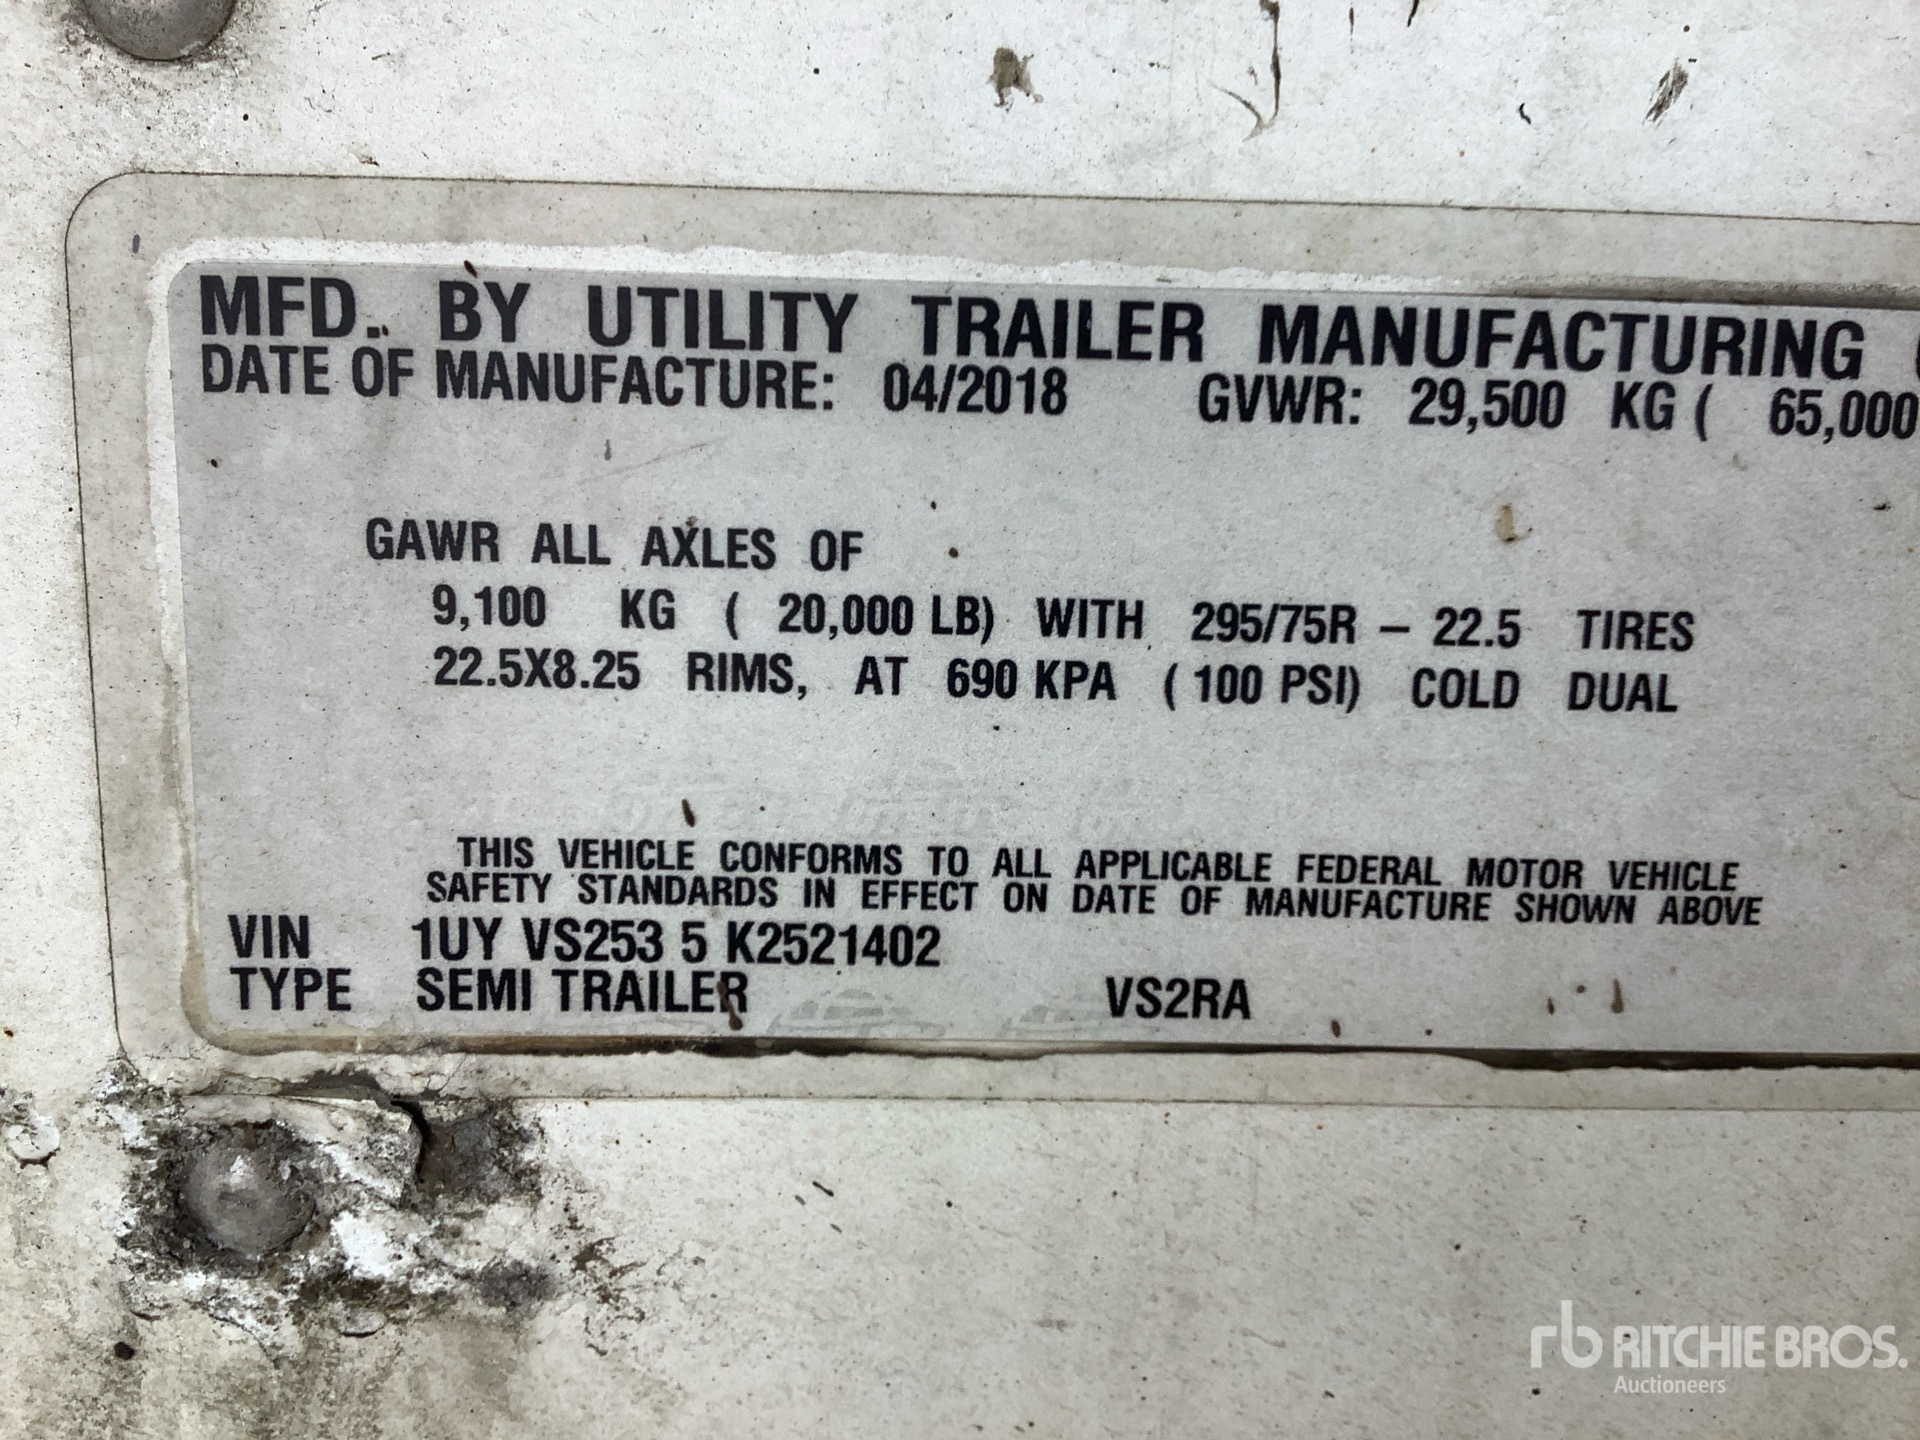 MFD. BY UTILITY TRAILER MANUFACTURING
DATE OF MANUFACTURE: 04/2018 GVWR: 29,500 KG ( 65,000
GAWR ALL AXLES OF
9,100 KG ( 20,000 LB) WITH 295/75R – 22.5 TIRES
22.5X8.25 RIMS, AT 690 KPA ( 100 PSI) COLD DUAL
THIS VEHICLE CONFORMS TO ALL APPLICABLE FEDERAL MOTOR VEHICLE
SAFETY STANDARDS IN EFFECT ON DATE OF MANUFACTURE SHOWN ABOVE
VIN 1UY VS253 5 K2521402
TYPE SEMI TRAILER VS2RA
rb RITCHIE BROS.
Auctioneers